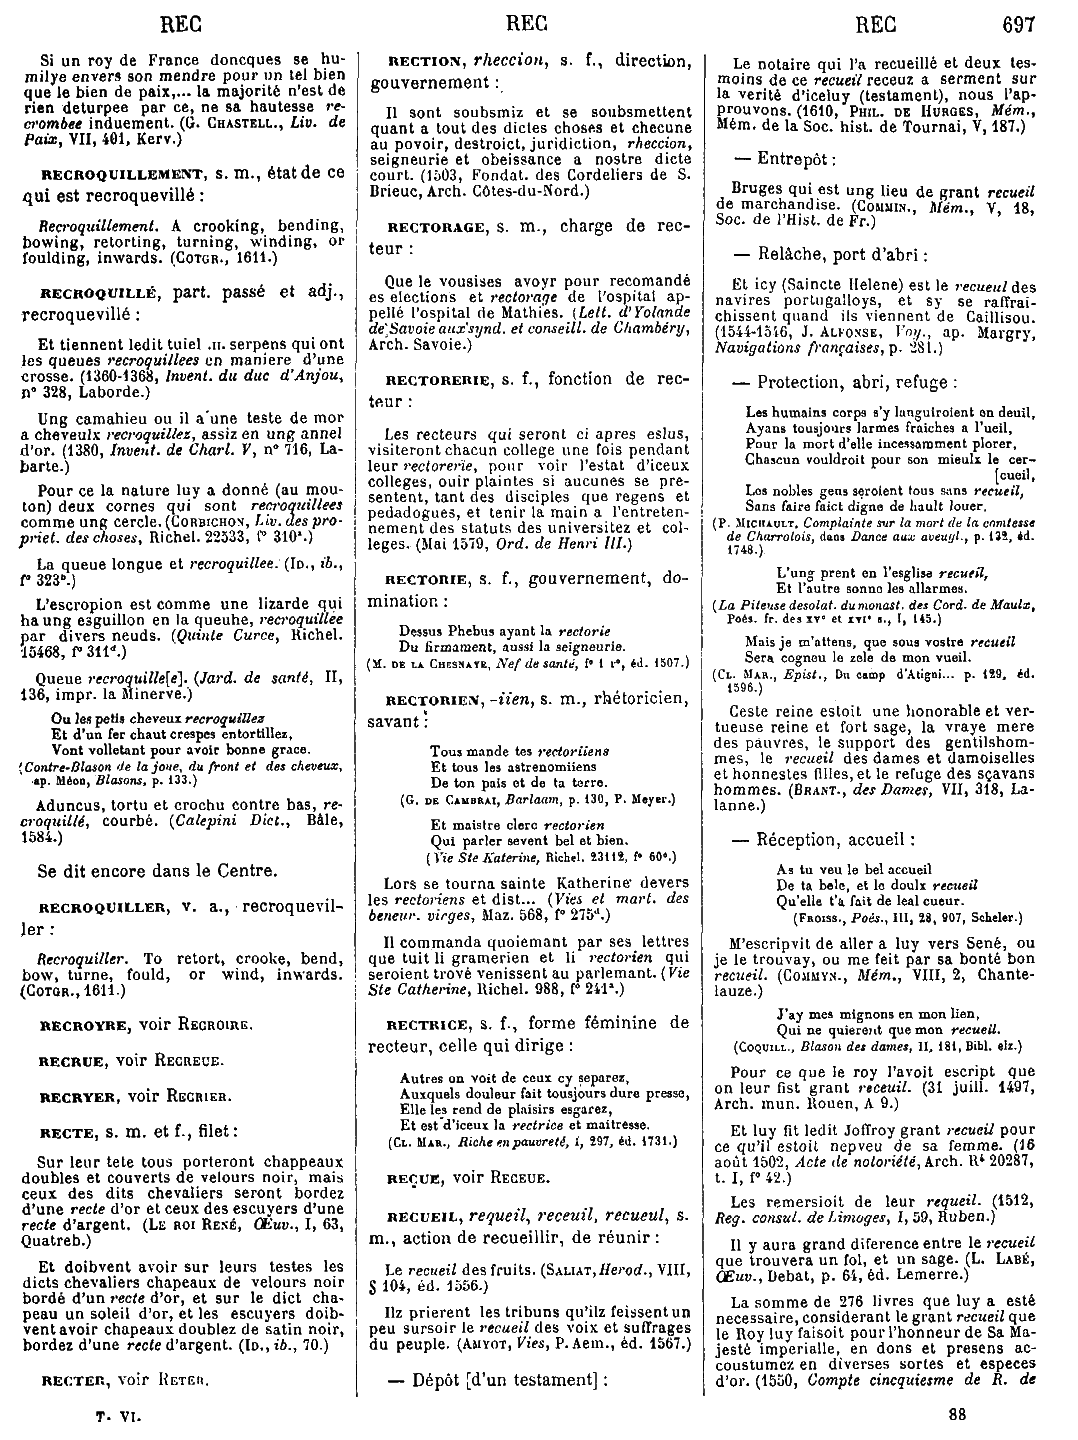 REC
REC
REC 697
Si un roy de France doncques se hu-
milye envers son mendre pour un tel bien
que le bien de paix,... la majorité n'est de
rien deturpee par ce, ne sa hautesse re-
crombee induement. (G. CHASTELL., Liv. de
Paix, VII, 401, Kerv.)
RECROQUILLEMENT, s. m., état de ce
qui est recroquevillé :
Recroquillement. A crooking, bending,
bowing, retorting, turning, winding, or
foulding, inwards. (COTGR., 1611.)
RECROQUILLÉ, part. passé et adj.,
recroquevillé :
Et tiennent ledit tuiel .II. serpens qui ont
les queues recroquillees en maniere d'une
crosse. (1360-1368, Invent. du duc d'Anjou,
n° 328, Laborde.)
Ung camahieu ou il a une teste de mor
a cheveulx recroquillez, assiz en ung annel
d'or. (1380, Invent. de Charl. V, n° 716, La-
barte.)
Pour ce la nature luy a donné (au mou-
ton) deux cornes qui sont recroquillees
comme ung cercle. (CORBICHON, Liv. des pro-
priet. des choses, Richel. 22533, f° 310ª.)
La queue longue et recroquillee. (ID., ib.,
f° 323ᵇ.)
L'escropion est comme une lizarde qui
ha ung esguillon en la queuhe, recroquillee
par divers neuds. (Quinte Curce, Richel.
15468, f° 311ᵈ.)
Queue recroquille[e]. (Jard. de santé, II,
136, impr. la Minerve.)
Ou les petis cheveux recroquillez
Et d'un fer chaut crespes entortillez,
Vont volletant pour avoir bonne grace.
(Contre-Blason de la joue, du front et des cheveux,
ap. Méon, Blasons, p. 133.)
Aduncus, tortu et crochu contre bas, re-
croquillé, courbé. (Calepini Dict., Bâle,
1584.)
Se dit encore dans le Centre.
RECROQUILLER, v. a., recroquevil-
ler :
Recroquiller. To retort, crooke, bend,
bow, turne, fould, or wind, inwards.
(COTGR., 1611.)
RECROYRE, voir RECROIRE.
RECRUE, voir RECREUE.
RECRYER, voir RECRIER.
RECTE, s. m. et f., filet :
Sur leur tete tous porteront chappeaux
doubles et couverts de velours noir, mais
ceux des dits chevaliers seront bordez
d'une recte d'or et ceux des escuyers d'une
recte d'argent. (LE ROI RENÉ, Œuv., I, 63,
Quatreb.)
Et doibvent avoir sur leurs testes les
dicts chevaliers chapeaux de velours noir
bordé d'un recte d'or, et sur le dict cha-
peau un soleil d'or, et les escuyers doib-
vent avoir chapeaux doublez de satin noir,
bordez d'une recte d'argent. (ID., ib., 70.)
RECTER, voir RETER.
RECTION, rheccion, s. f., direction,
gouvernement :
Il sont soubsmiz et se soubsmettent
quant a tout des dictes choses et checune
au povoir, destroict, juridiction, rheccion,
seigneurie et obeissance a nostre dicte
court. (1503, Fondat. des Cordeliers de S.
Brieuc, Arch. Côtes-du-Nord.)
RECTORAGE, s. m., charge de rec-
teur :
Que le vousises avoyr pour recomandé
es elections et rectorage de l'ospital ap-
pellé l'ospital de Mathies. (Lett. d'Yolande
de Savoie aux synd. et conseill. de Chambéry,
Arch. Savoie.)
RECTORERIE, s. f., fonction de rec-
teur :
Les recteurs qui seront ci apres eslus,
visiteront chacun college une fois pendant
leur rectorerie, pour voir l'estat d'iceux
colleges, ouir plaintes si aucunes se pre-
sentent, tant des disciples que regens et
pedadogues, et tenir la main a l'entreten-
nement des statuts des universitez et col-
leges. (Mai 1579, Ord. de Henri III.)
RECTORIE, s. f., gouvernement, do-
mination :
Dessus Phebus ayant la rectorie
Du firmament, aussi la seigneurie.
(M. DE LA CHESNAYE, Nef de santé, f° 1 r°, éd. 1507.)
RECTORIEN, -iien, s. m., rhétoricien,
savant :
Tous mande tes rectoriiens
Et tous les astrenomiiens
De ton pais et de ta terre.
(G. DE CAMBRAI, Barlaam, p. 130, P. Meyer.)
Et maistre clerc rectorien
Qui parler sevent bel et bien.
(Vie Ste Katerine, Richel. 23112, f° 60ᵃ.)
Lors se tourna sainte Katherine devers
les rectoriens et dist... (Vies et mart. des
beneur. virges, Maz. 568, f° 275ᵈ.)
Il commanda quoiemant par ses lettres
que tuit li gramerien et li rectorien qui
seroient trové venissent au parlemant. (Vie
Ste Catherine, Richel. 988, f° 241ᵃ.)
RECTRICE, s. f., forme féminine de
recteur, celle qui dirige :
Autres on voit de ceux cy separez,
Auxquels douleur fait tousjours dure presse,
Elle les rend de plaisirs esgarez,
Et est d'iceux la rectrice et maitresse.
(CL. MAR., Riche en pauvreté, I, 297, éd. 1731.)
REÇUE, voir RECEUE.
RECUEIL, requeil, receuil, recueul, s.
m., action de recueillir, de réunir :
Le recueil des fruits. (SALIAT, Herod., VIII,
§ 104, éd. 1556.)
Ilz prierent les tribuns qu'ilz feissent un
peu sursoir le recueil des voix et suffrages
du peuple. (AMYOT, Vies, P. Aem., éd. 1567.)
— Dépôt [d'un testament] :
Le notaire qui l'a recueillé et deux tes-
moins de ce recueil receuz a serment sur
la verité d'iceluy (testament), nous l'ap-
prouvons. (1610, PHIL. DE HURGES, Mém.,
Mém. de la Soc. hist. de Tournai, V, 187.)
— Entrepôt :
Bruges qui est ung lieu de grant recueil
de marchandise. (COMMIN., Mém., V, 18,
Soc. de l'Hist. de Fr.)
— Relâche, port d'abri :
Et icy (Saincte Helene) est le recueul des
navires portugalloys, et sy se raffrai-
chissent quand ils viennent de Caillisou.
(1544-1546, J. ALFONSE, Voy., ap. Margry,
Navigations françaises, p. 281.)
— Protection, abri, refuge :
Les humains corps s'y languiroient en deuil,
Ayans tousjours larmes fraiches a l'ueil,
Pour la mort d'elle incessamment plorer,
Chascun vouldroit pour son mieulx le cer-
[cueil,
Los nobles gens seroient tous sans recueil,
Sans faire faict digne de hault louer.
(P. MICHAULT, Complainte sur la mort de la comtesse
de Charrolois, dans Dance aux aveugl., p. 132, éd.
1748.)
L'ung prent en l'esglise recueil,
Et l'autre sonne les allarmes.
(La Piteuse desolat. du monast. des Cord. de Maulx,
Poés. fr. des XVᵉ et XVIᵉ s., I, 145.)
Mais je m'attens, que sous vostre recueil
Sera cogneu le zele de mon vueil.
(CL. MAR., Epist., Du camp d'Atigni... p. 129, éd.
1596.)
Ceste reine estoit une honorable et ver-
tueuse reine et fort sage, la vraye mere
des pauvres, le support des gentilshom-
mes, le recueil des dames et damoiselles
et honnestes filles, et le refuge des sçavans
hommes. (BRANT., des Dames, VII, 318, La-
lanne.)
— Réception, accueil :
As tu veu le bel accueil
De ta bele, et le doulx recueil
Qu'elle t'a fait de leal cueur.
(FROISS., Poés., III, 28, 907, Scheler.)
M'escripvit de aller a luy vers Sené, ou
je le trouvay, ou me feit par sa bonté bon
recueil. (COMMYN., Mém., VIII, 2, Chante-
lauze.)
J'ay mes mignons en mon lien,
Qui ne quierent que mon recueil.
(COQUILL., Blason des dames, II, 181, Bibl. elz.)
Pour ce que le roy l'avoit escript que
on leur fist grant receuil. (31 juill. 1497,
Arch. mun. Rouen, A 9.)
Et luy fit ledit Joffroy grant recueil pour
ce qu'il estoit nepveu de sa femme. (16
août 1502, Acte de notoriété, Arch. R⁴ 20287,
t. I, f° 42.)
Les remersioit de leur requeil. (1512,
Reg. consul. de Limoges, I, 59, Ruben.)
Il y aura grand diference entre le recueil
que trouvera un fol, et un sage. (L. LABÉ,
Œuv., Debat, p. 64, éd. Lemerre.)
La somme de 276 livres que luy a esté
necessaire, considerant le grant recueil que
le Roy luy faisoit pour l'honneur de Sa Ma-
jesté imperialle, en dons et presens ac-
coustumez en diverses sortes et especes
d'or. (1550, Compte cincquiesme de R. de
T. VI.
88